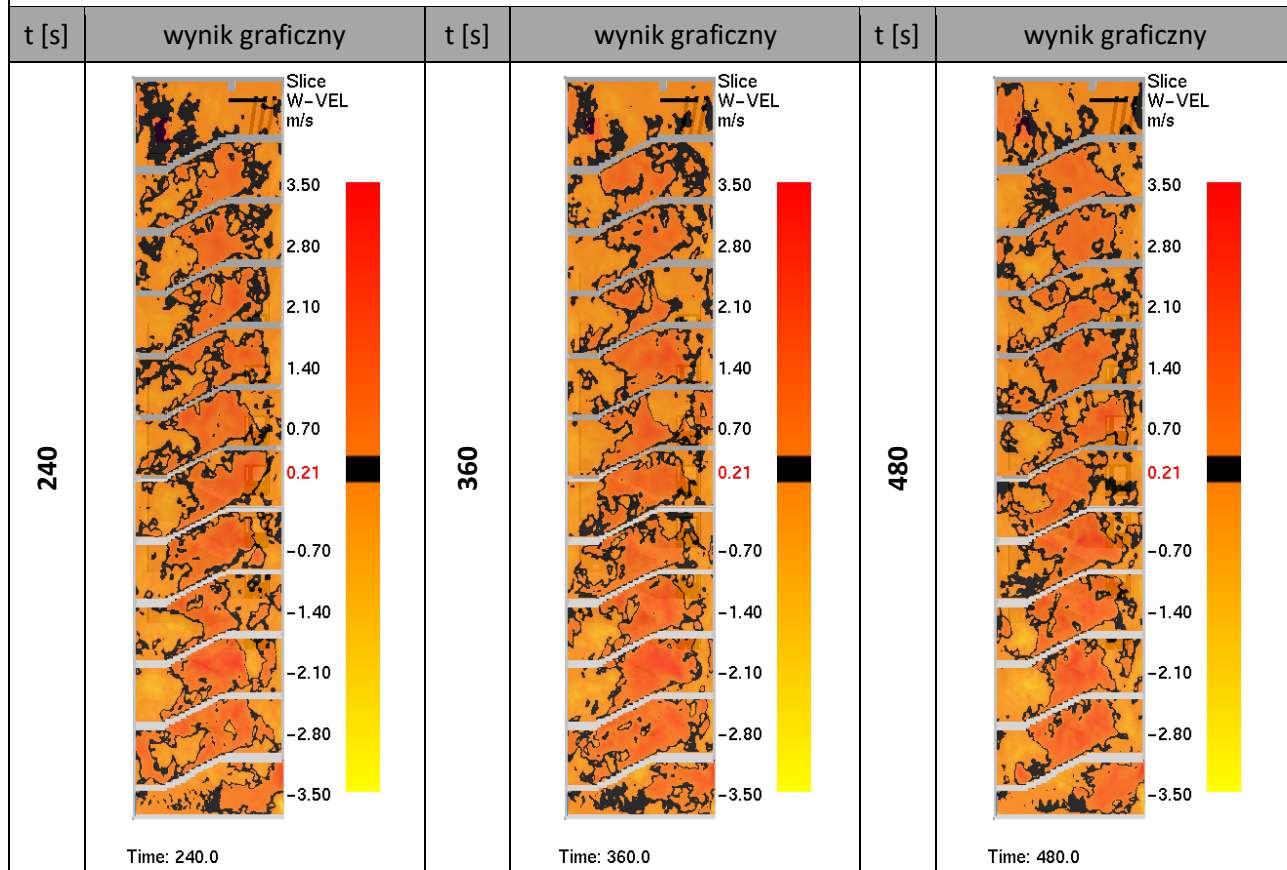 t [s] wynik graficzny t [s] wynik graficzny t [s] wynik graficzny
240
Slice
W-VEL
m/s
3.50
2.80
2.10
1.40
0.70
0.21
-0.70
-1.40
-2.10
-2.80
-3.50
Time: 240.0
360
Slice
W-VEL
m/s
3.50
2.80
2.10
1.40
0.70
0.21
-0.70
-1.40
-2.10
-2.80
-3.50
Time: 360.0
480
Slice
W-VEL
m/s
3.50
2.80
2.10
1.40
0.70
0.21
-0.70
-1.40
-2.10
-2.80
-3.50
Time: 480.0